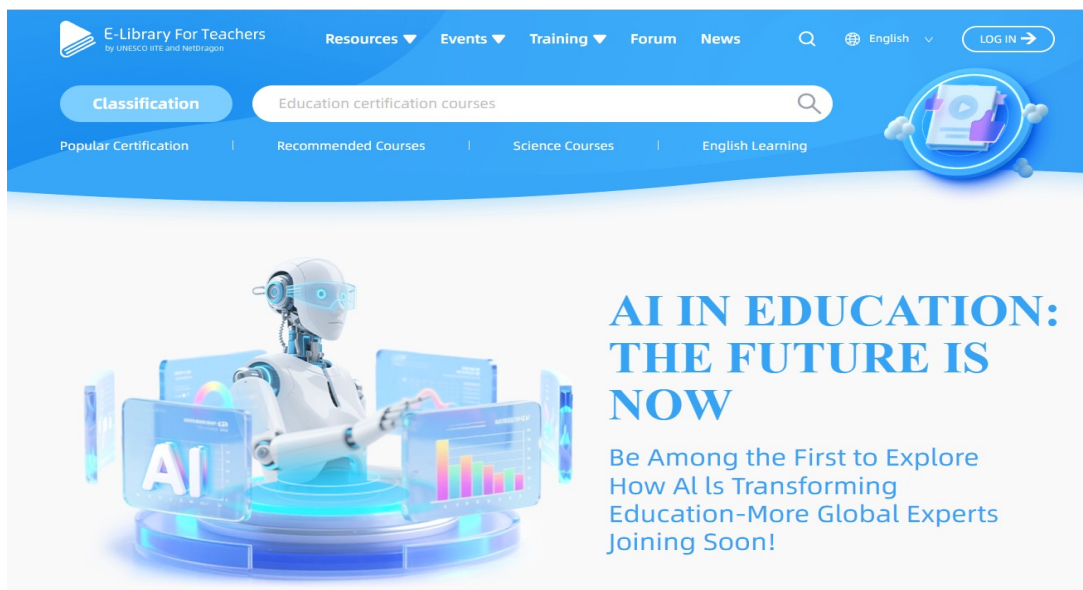 E-Library For Teachers
by UNESCO IITE and NetDragon
Resources Events Training Forum News English LOG IN
Classification Education certification courses
Popular Certification Recommended Courses Science Courses English Learning
AI IN EDUCATION:
THE FUTURE IS
NOW
AI
Be Among the First to Explore
How Al ls Transforming
Education-More Global Experts
Joining Soon!